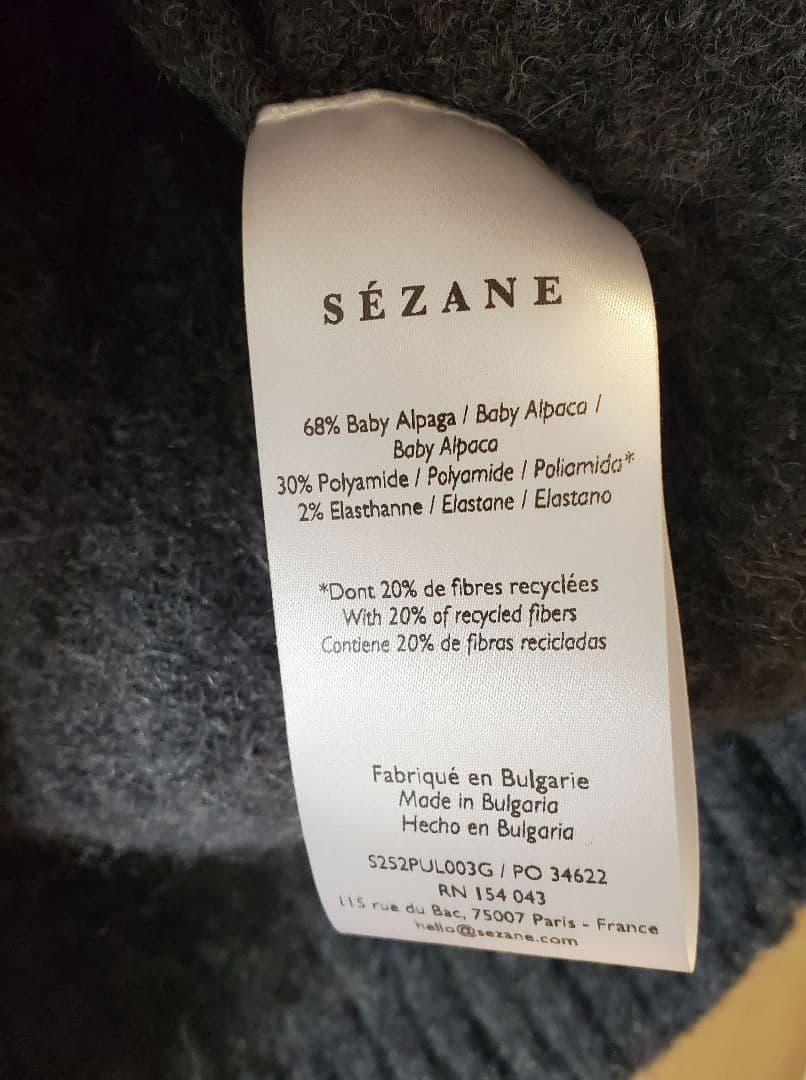 SÉZANE
68% Baby Alpaga / Baby Alpaca /
Baby Alpaca
30% Polyamide / Polyamide / Poliamida*
2% Elasthanne / Elastane / Elastano
*Dont 20% de fibres recyclées
With 20% of recycled fibers
Contiene 20% de fibras recicladas
Fabriqué en Bulgarie
Made in Bulgaria
Hecho en Bulgaria
S252PUL003G / PO 34622
RN 154 043
115 rue du Bac, 75007 Paris - France
hello@sezane.com